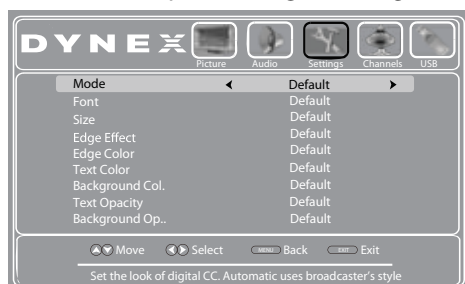 DYNEX
Picture Audio Settings Channels USB
Mode Default
Font Default
Size Default
Edge Effect Default
Edge Color Default
Text Color Default
Background Col. Default
Text Opacity Default
Background Op.. Default
Move Select MENU Back EXIT Exit
Set the look of digital CC. Automatic uses broadcaster's style